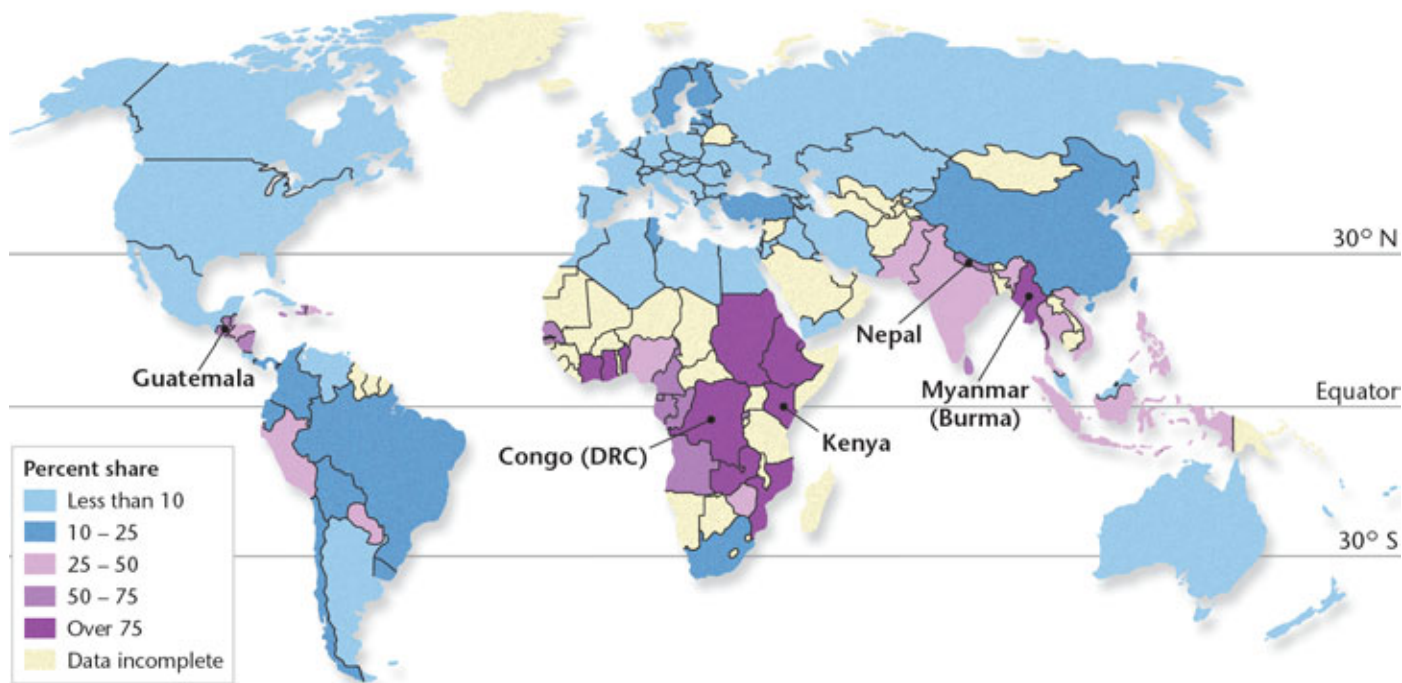 30° N
Guatemala
Nepal
Myanmar
(Burma)
Equator
Kenya
Congo (DRC)
30° S
Percent share
Less than 10
10 – 25
25 – 50
50 – 75
Over 75
Data incomplete